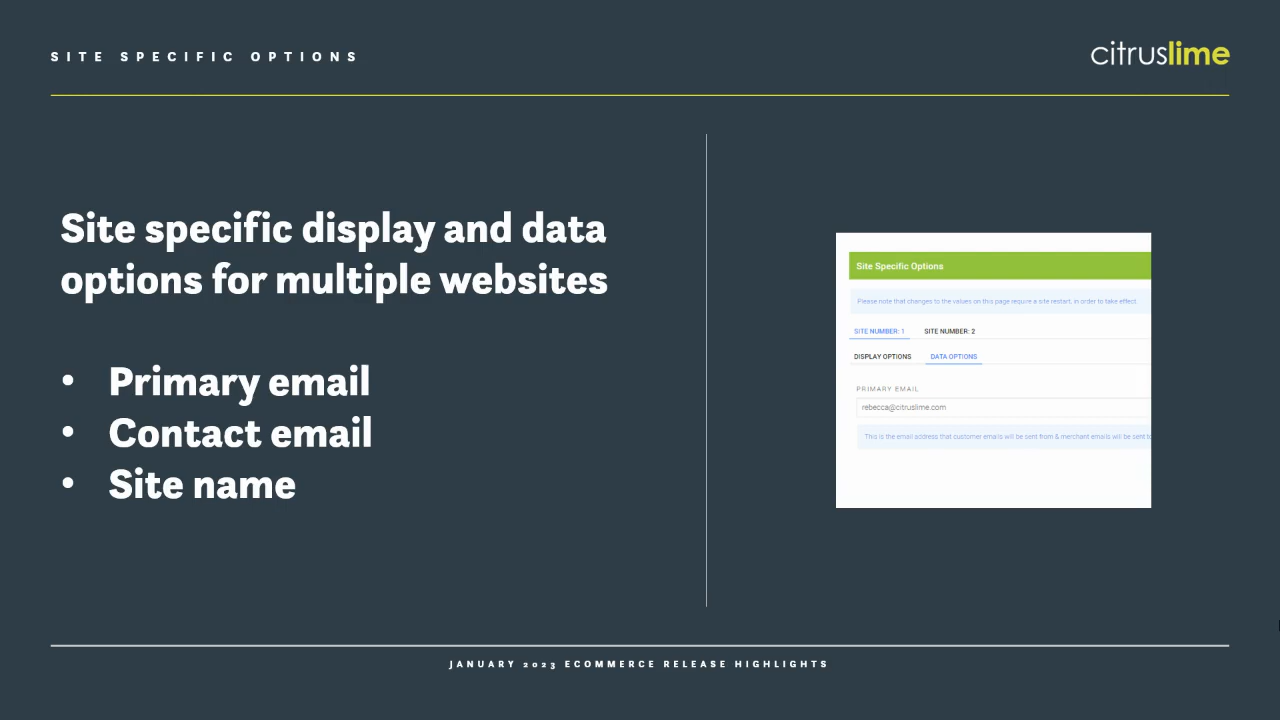 SITE SPECIFIC OPTIONS
citruslime
Site specific display and data
options for multiple websites
• Primary email
• Contact email
• Site name
Site Specific Options
Please note that changes to the values on this page require a site restart, in order to take effect.
SITE NUMBER: 1 SITE NUMBER: 2
DISPLAY OPTIONS DATA OPTIONS
PRIMARY EMAIL
rebecca@citruslime.com
This is the email address that customer emails will be sent from & merchant emails will be sent to
JANUARY 2023 ECOMMERCE RELEASE HIGHLIGHTS